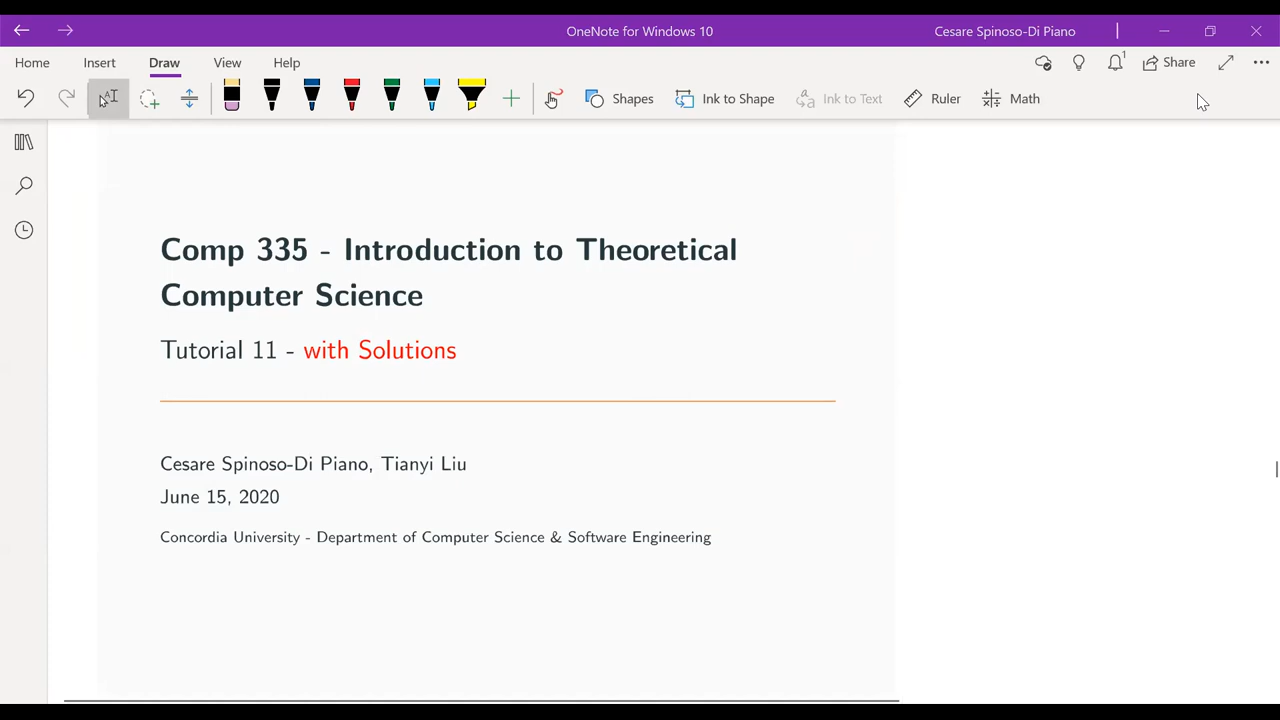 OneNote for Windows 10
Cesare Spinoso-Di Piano
Home Insert Draw View Help
1
Share
Shapes Ink to Shape Ink to Text Ruler Math
Comp 335 - Introduction to Theoretical
Computer Science
Tutorial 11 - with Solutions
Cesare Spinoso-Di Piano, Tianyi Liu
June 15, 2020
Concordia University - Department of Computer Science & Software Engineering